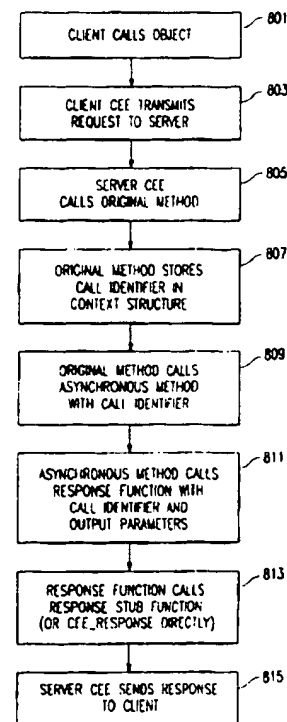 CLIENT CALLS OBJECT
801
CLIENT CEE TRANSMITS
REQUEST TO SERVER
803
SERVER CEE
CALLS ORIGINAL METHOD
805
ORIGINAL METHOD STORES
CALL IDENTIFIER IN
CONTEXT STRUCTURE
807
ORIGINAL METHOD CALLS
ASYNCHRONOUS METHOD
WITH CALL IDENTIFIER
809
ASYNCHRONOUS METHOD CALLS
RESPONSE FUNCTION WITH
CALL IDENTIFIER AND
OUTPUT PARAMETERS
811
RESPONSE FUNCTION CALLS
RESPONSE STUB FUNCTION
(OR CEE_RESPONSE DIRECTLY)
813
SERVER CEE SENDS RESPONSE
TO CLIENT
815